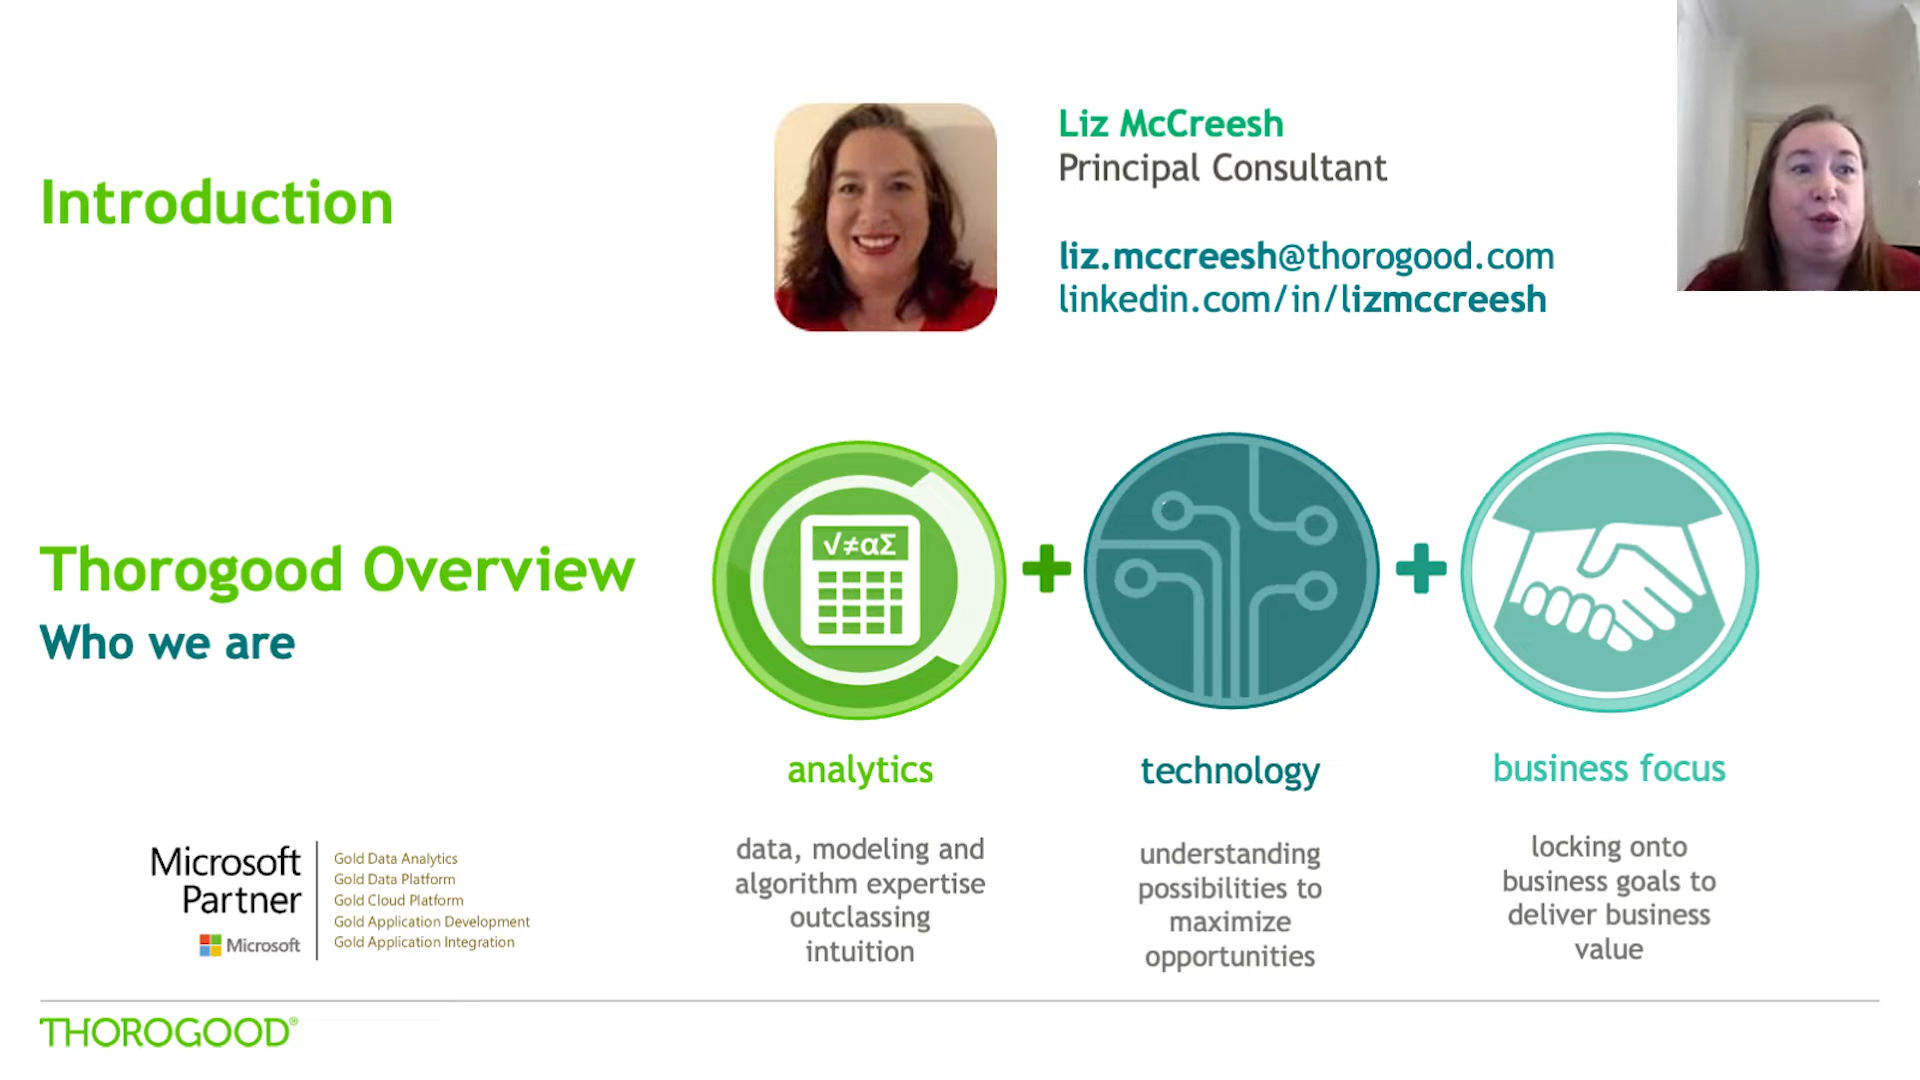 Introduction
Liz McCreesh
Principal Consultant
liz.mccreesh@thorogood.com
linkedin.com/in/lizmccreesh
Thorogood Overview
Who we are
√≠αΣ
analytics
data, modeling and
algorithm expertise
outclassing
intuition
technology
understanding
possibilities to
maximize
opportunities
business focus
locking onto
business goals to
deliver business
value
Microsoft
Partner
Microsoft
Gold Data Analytics
Gold Data Platform
Gold Cloud Platform
Gold Application Development
Gold Application Integration
THOROGOOD®